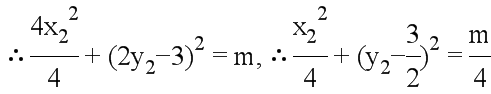 ∴ 4x₂²/4 + (2y₂−3)² = m, ∴ x₂²/4 + (y₂−3/2)² = m/4